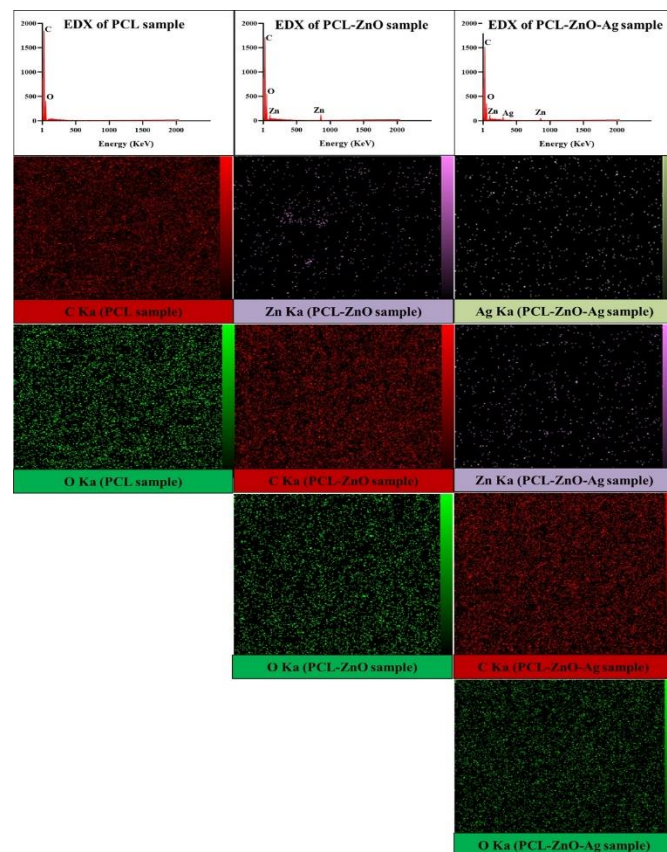 EDX of PCL sample
C
O
2000
1500
1000
500
0
1 500 1000 1500 2000
Energy (KeV)
EDX of PCL-ZnO sample
C
O
Zn
Zn
2000
1500
1000
500
0
1 500 1000 1500 2000
Energy (KeV)
EDX of PCL-ZnO-Ag sample
C
O
Zn
Ag
Zn
2000
1500
1000
500
0
1 500 1000 1500 2000
Energy (KeV)
C Ka (PCL sample)
Zn Ka (PCL-ZnO sample)
Ag Ka (PCL-ZnO-Ag sample)
O Ka (PCL sample)
C Ka (PCL-ZnO sample)
Zn Ka (PCL-ZnO-Ag sample)
O Ka (PCL-ZnO sample)
C Ka (PCL-ZnO-Ag sample)
O Ka (PCL-ZnO-Ag sample)